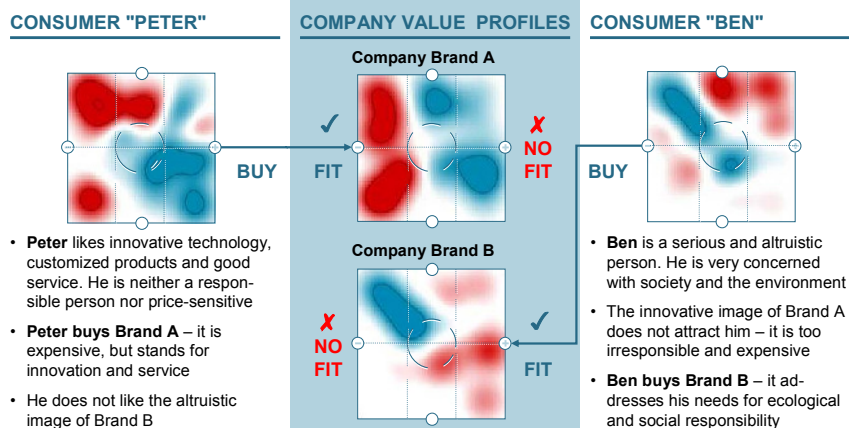 CONSUMER "PETER"
COMPANY VALUE PROFILES
CONSUMER "BEN"
Company Brand A
✓
✗
BUY
FIT
NO
FIT
BUY
Company Brand B
✗
NO
FIT
✓
FIT
• Peter likes innovative technology,
customized products and good
service. He is neither a respon-
sible person nor price-sensitive
• Peter buys Brand A – it is
expensive, but stands for
innovation and service
• He does not like the altruistic
image of Brand B
• Ben is a serious and altruistic
person. He is very concerned
with society and the environment
• The innovative image of Brand A
does not attract him – it is too
irresponsible and expensive
• Ben buys Brand B – it ad-
dresses his needs for ecological
and social responsibility